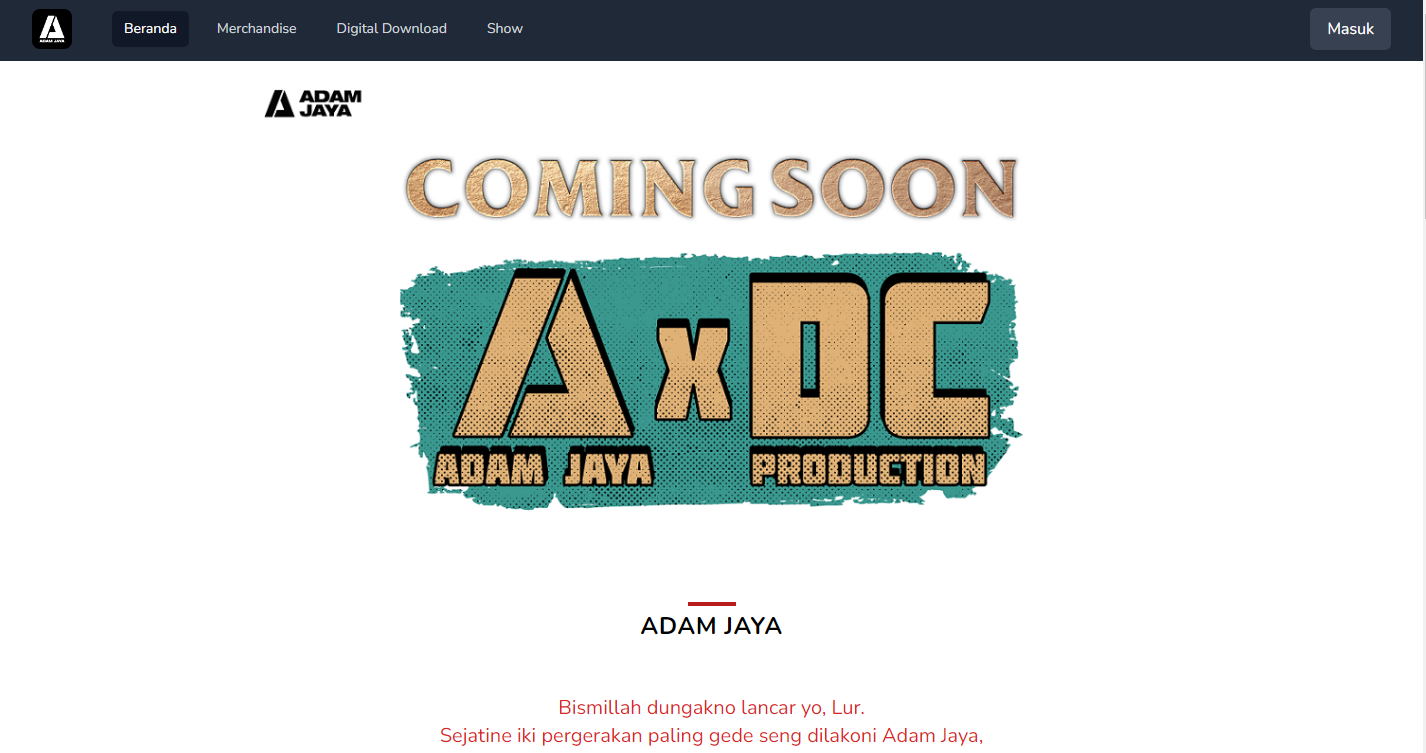 ADAM JAYA
Beranda Merchandise Digital Download Show Masuk
ADAM
JAYA
COMING SOON
A x DC
ADAM JAYA PRODUCTION
ADAM JAYA
Bismillah dungakno lancar yo, Lur.
Sejatine iki pergerakan paling gede seng dilakoni Adam Jaya,